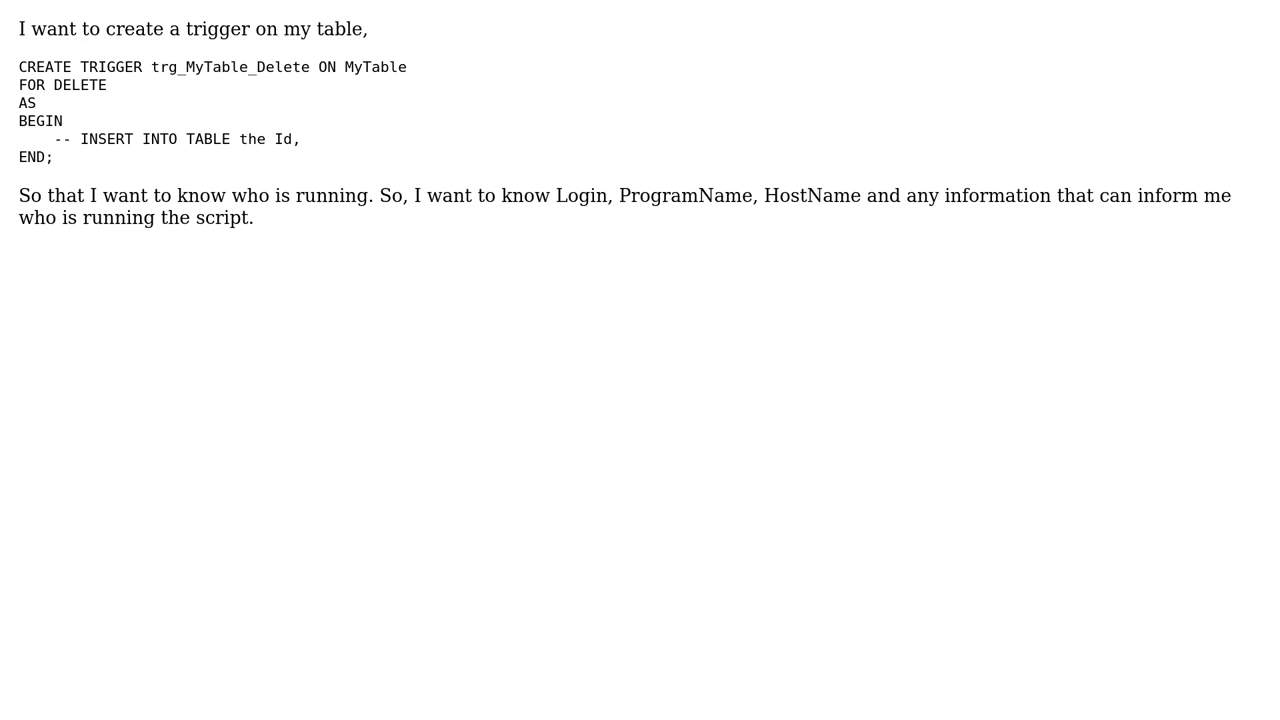 I want to create a trigger on my table,
CREATE TRIGGER trg_MyTable_Delete ON MyTable
FOR DELETE
AS
BEGIN
    -- INSERT INTO TABLE the Id,
END;
So that I want to know who is running. So, I want to know Login, ProgramName, HostName and any information that can inform me
who is running the script.